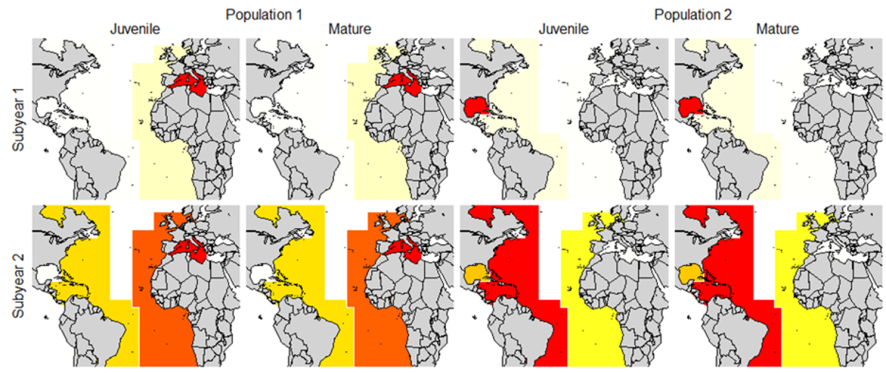 Population 1
Population 2
Juvenile
Mature
Juvenile
Mature
Subyear 1
Subyear 2